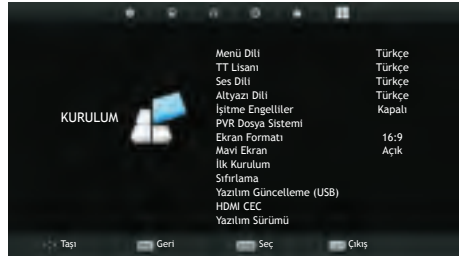 KURULUM
Menü Dili Türkçe
TT Lisanı Türkçe
Ses Dili Türkçe
Altyazı Dili Türkçe
İşitme Engelliler Kapalı
PVR Dosya Sistemi
Ekran Formatı 16:9
Mavi Ekran Açık
İlk Kurulum
Sıfırlama
Yazılım Güncelleme (USB)
HDMI CEC
Yazılım Sürümü
Taşı Geri Seç Çıkış